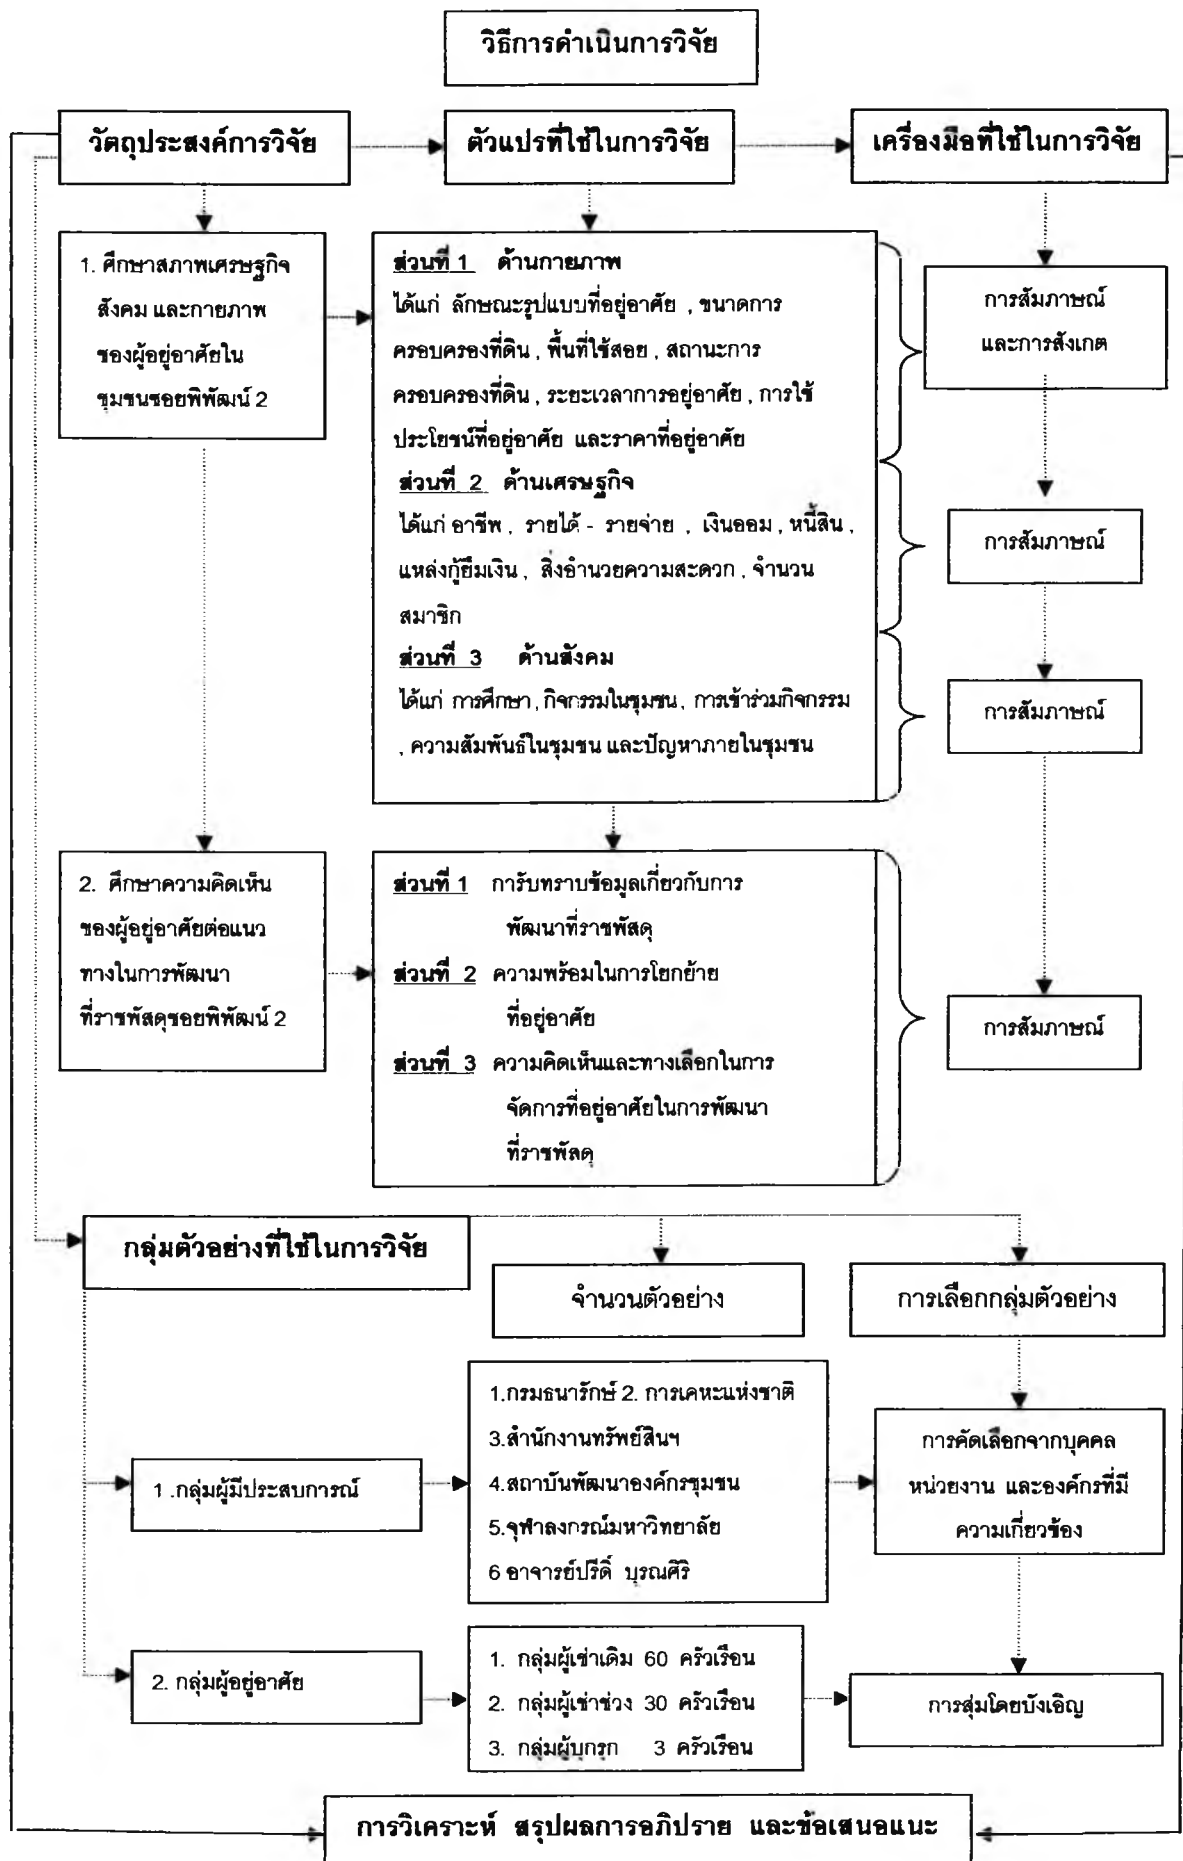 วิธีการดำเนินการวิจัย
วัตถุประสงค์การวิจัย
ตัวแปรที่ใช้ในการวิจัย
เครื่องมือที่ใช้ในการวิจัย
1. ศึกษาสภาพเศรษฐกิจ
สังคม และกายภาพ
ของผู้อยู่อาศัยใน
ชุมชนซอยพิพัฒน์ 2
ส่วนที่ 1 ด้านกายภาพ
ได้แก่ ลักษณะรูปแบบที่อยู่อาศัย , ขนาดการ
ครอบครองที่ดิน , พื้นที่ใช้สอย , สถานะการ
ครอบครองที่ดิน , ระยะเวลาการอยู่อาศัย , การใช้
ประโยชน์ที่อยู่อาศัย และราคาที่อยู่อาศัย
ส่วนที่ 2 ด้านเศรษฐกิจ
ได้แก่ อาชีพ , รายได้ - รายจ่าย , เงินออม , หนี้สิน ,
แหล่งกู้ยืมเงิน , สิ่งอำนวยความสะดวก , จำนวน
สมาชิก
ส่วนที่ 3 ด้านสังคม
ได้แก่ การศึกษา , กิจกรรมในชุมชน , การเข้าร่วมกิจกรรม
, ความสัมพันธ์ในชุมชน และปัญหาภายในชุมชน
การสัมภาษณ์
และการสังเกต
การสัมภาษณ์
การสัมภาษณ์
2. ศึกษาความคิดเห็น
ของผู้อยู่อาศัยต่อแนว
ทางในการพัฒนา
ที่ราชพัสดุซอยพิพัฒน์ 2
ส่วนที่ 1 การับทราบข้อมูลเกี่ยวกับการ
พัฒนาที่ราชพัสดุ
ส่วนที่ 2 ความพร้อมในการโยกย้าย
ที่อยู่อาศัย
ส่วนที่ 3 ความคิดเห็นและทางเลือกในการ
จัดการที่อยู่อาศัยในการพัฒนา
ที่ราชพัสดุ
การสัมภาษณ์
กลุ่มตัวอย่างที่ใช้ในการวิจัย
จำนวนตัวอย่าง
การเลือกกลุ่มตัวอย่าง
1 .กลุ่มผู้มีประสบการณ์
1.กรมธนารักษ์ 2. การเคหะแห่งชาติ
3.สำนักงานทรัพย์สินฯ
4.สถาบันพัฒนาองค์กรชุมชน
5.จุฬาลงกรณ์มหาวิทยาลัย
6 อาจารย์ปรีดิ์ บุรณศิริ
การคัดเลือกจากบุคคล
หน่วยงาน และองค์กรที่มี
ความเกี่ยวข้อง
2. กลุ่มผู้อยู่อาศัย
1. กลุ่มผู้เช่าเดิม 60 ครัวเรือน
2. กลุ่มผู้เช่าช่วง 30 ครัวเรือน
3. กลุ่มผู้บุกรุก 3 ครัวเรือน
การสุ่มโดยบังเอิญ
การวิเคราะห์ สรุปผลการอภิปราย และข้อเสนอแนะ